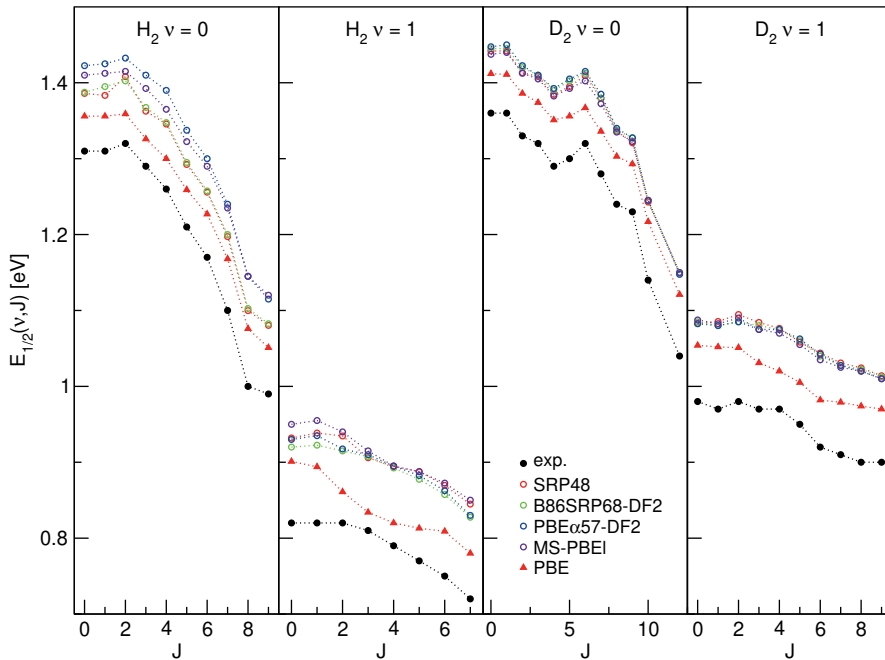 H2 ν = 0
H2 ν = 1
D2 ν = 0
D2 ν = 1
1.4
1.2
1
0.8
E1/2(ν,J) [eV]
exp.
SRP48
B86SRP68-DF2
PBEα57-DF2
MS-PBEl
PBE
0 2 4 6 8
0 2 4 6
0 5 10
0 2 4 6 8
J
J
J
J